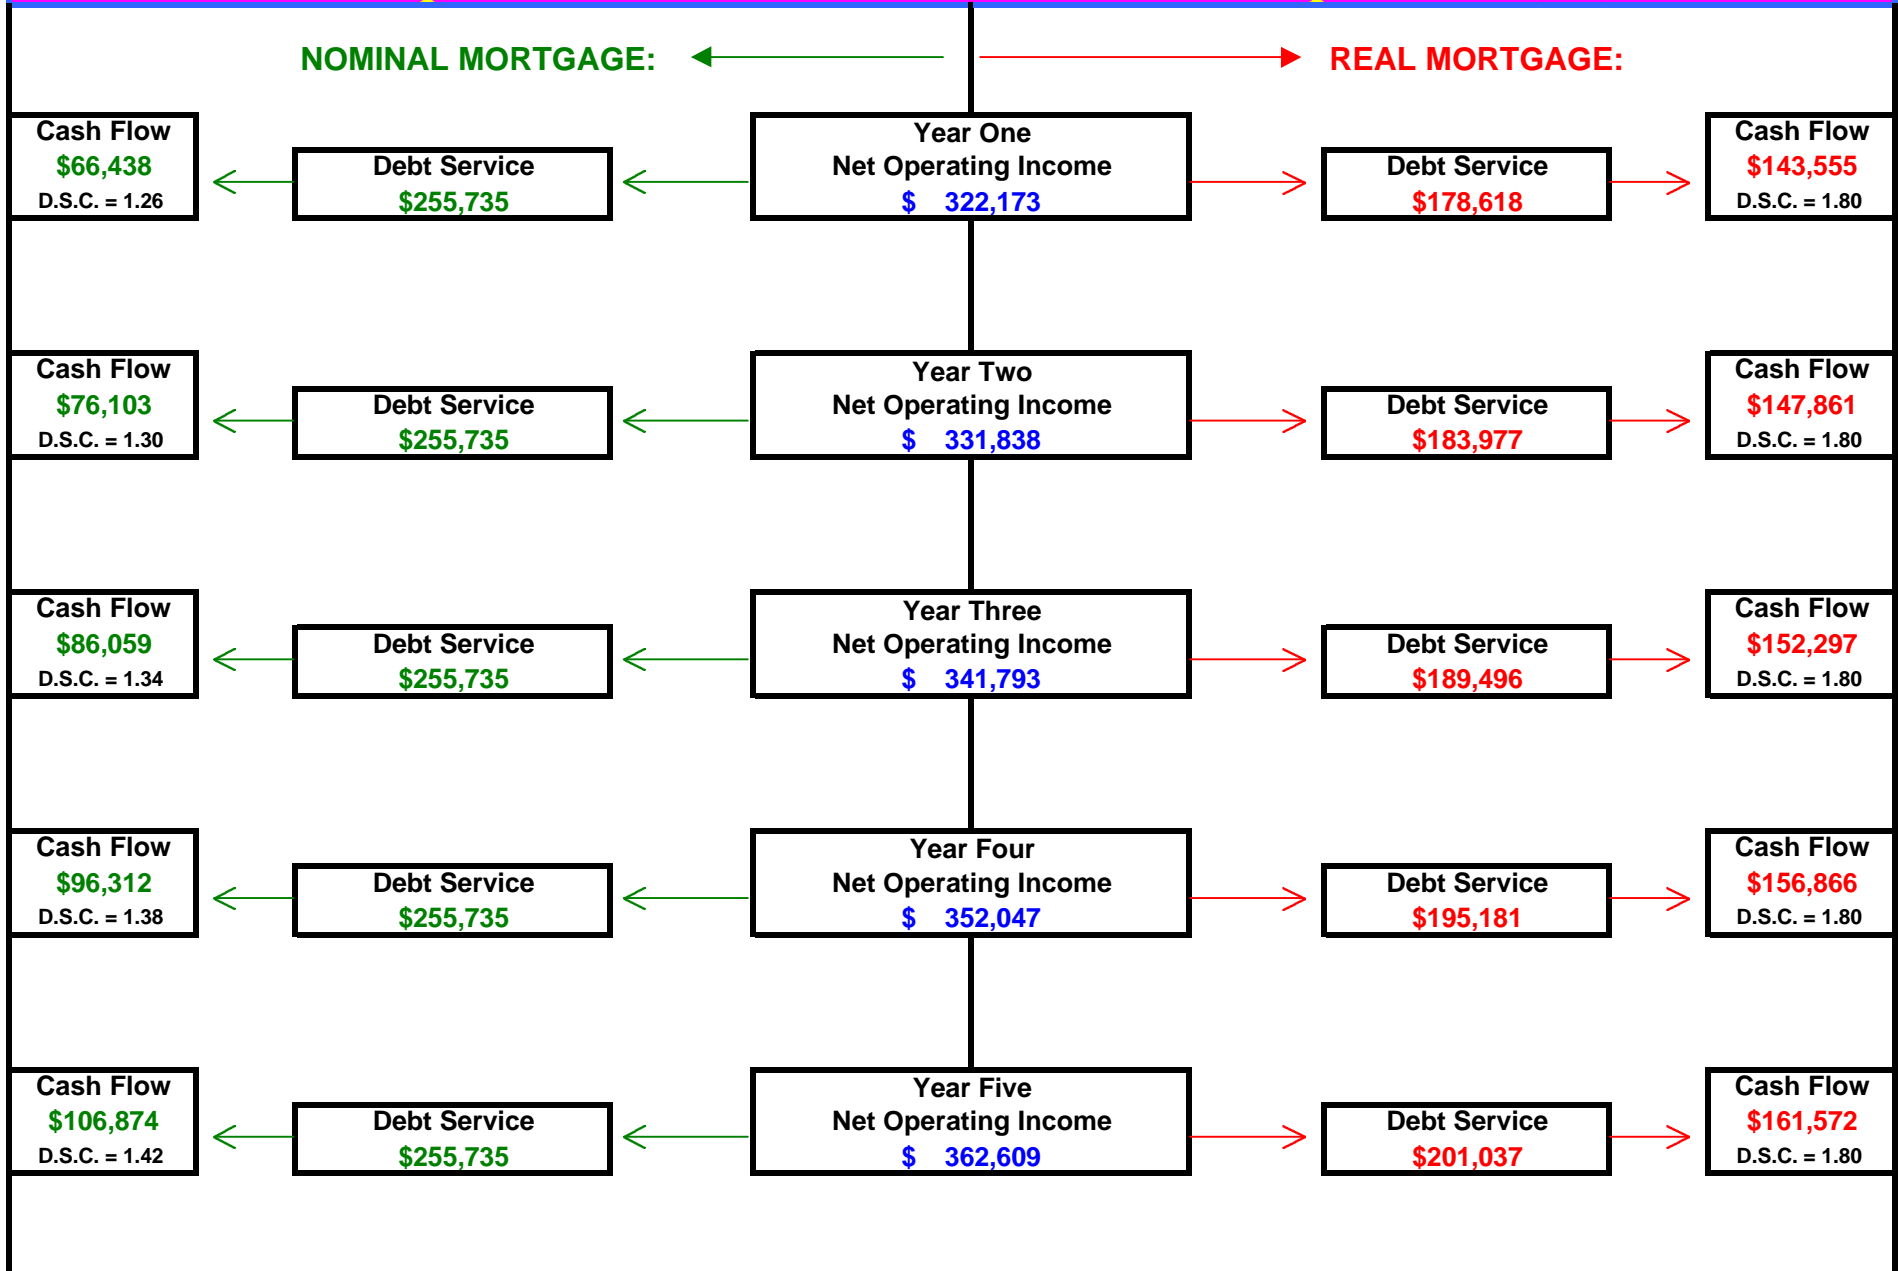 NOMINAL MORTGAGE:
REAL MORTGAGE:
Cash Flow
$66,438
D.S.C. = 1.26
Debt Service
$255,735
Year One
Net Operating Income
$ 322,173
Debt Service
$178,618
Cash Flow
$143,555
D.S.C. = 1.80
Cash Flow
$76,103
D.S.C. = 1.30
Debt Service
$255,735
Year Two
Net Operating Income
$ 331,838
Debt Service
$183,977
Cash Flow
$147,861
D.S.C. = 1.80
Cash Flow
$86,059
D.S.C. = 1.34
Debt Service
$255,735
Year Three
Net Operating Income
$ 341,793
Debt Service
$189,496
Cash Flow
$152,297
D.S.C. = 1.80
Cash Flow
$96,312
D.S.C. = 1.38
Debt Service
$255,735
Year Four
Net Operating Income
$ 352,047
Debt Service
$195,181
Cash Flow
$156,866
D.S.C. = 1.80
Cash Flow
$106,874
D.S.C. = 1.42
Debt Service
$255,735
Year Five
Net Operating Income
$ 362,609
Debt Service
$201,037
Cash Flow
$161,572
D.S.C. = 1.80